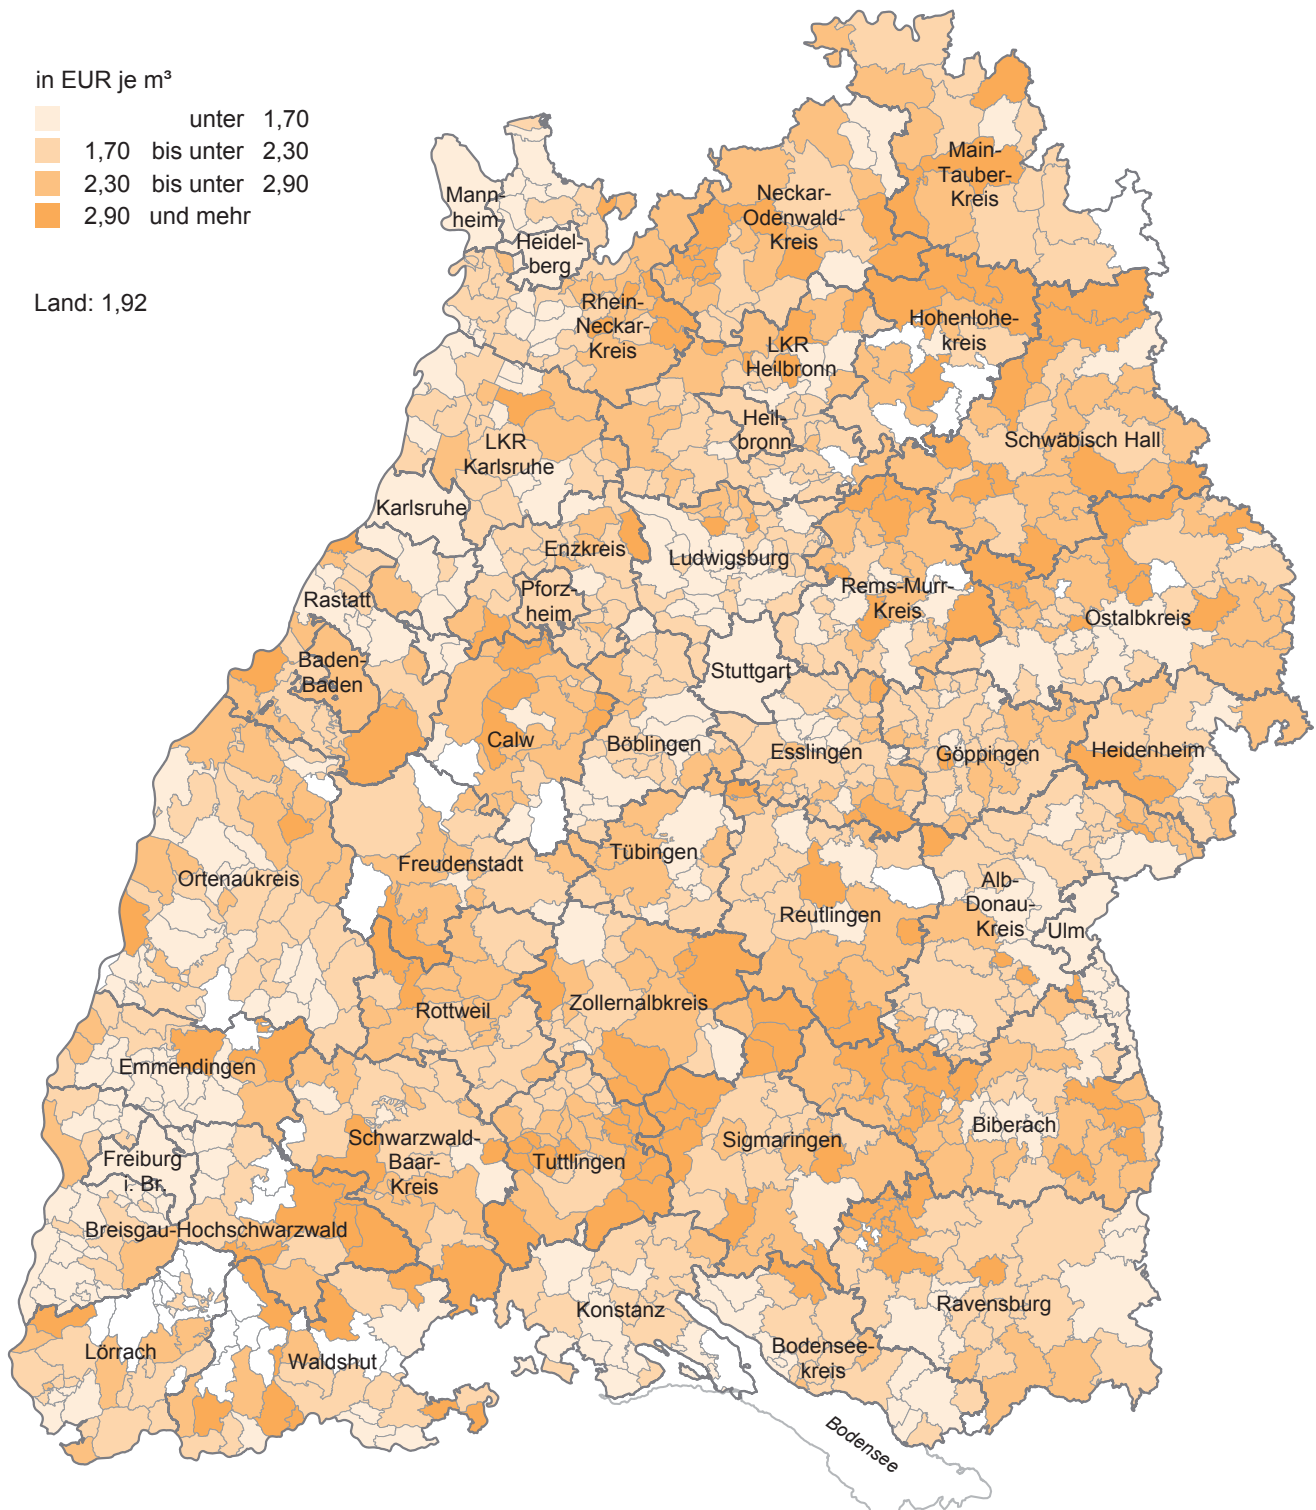 in EUR je m³
unter 1,70
1,70 bis unter 2,30
2,30 bis unter 2,90
2,90 und mehr
Land: 1,92
Main-
Tauber-
Kreis
Neckar-
Odenwald-
Kreis
Mann-
heim
Heidel-
berg
Rhein-
Neckar-
Kreis
Hohenlohe-
kreis
LKR
Heilbronn
Heil-
bronn
LKR
Karlsruhe
Schwäbisch Hall
Karlsruhe
Enzkreis
Ludwigsburg
Pforz-
heim
Rems-Murr-
Kreis
Rastatt
Ostalbkreis
Baden-
Baden
Stuttgart
Calw
Böblingen
Esslingen
Göppingen
Heidenheim
Freudenstadt
Tübingen
Ortenaukreis
Reutlingen
Alb-
Donau-
Kreis
Ulm
Rottweil
Zollernalbkreis
Emmendingen
Biberach
Schwarzwald-
Baar-
Kreis
Tuttlingen
Sigmaringen
Freiburg
i. Br.
Breisgau-Hochschwarzwald
Konstanz
Ravensburg
Lörrach
Waldshut
Bodensee-
kreis
Bodensee